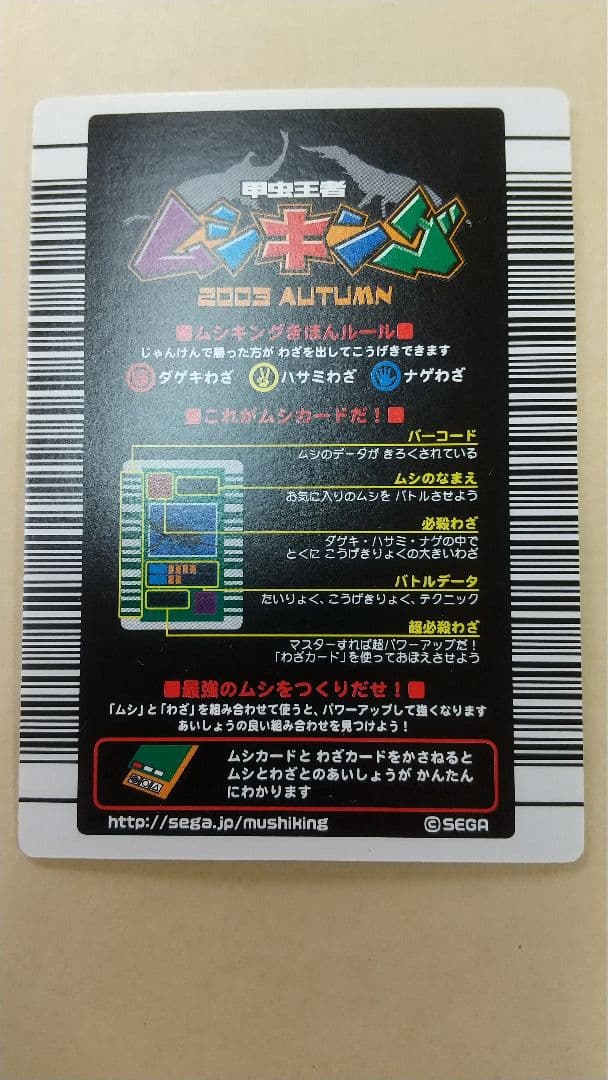 甲虫王者
ムシキング
2003 AUTUMN
■ムシキングきほんルール■
じゃんけんで勝った方が わざを出してこうげきできます
ダゲキわざ ハサミわざ ナゲわざ
■これがムシカードだ！■
バーコード
ムシのデータが きろくされている
ムシのなまえ
お気に入りのムシを バトルさせよう
必殺わざ
ダゲキ・ハサミ・ナゲの中で
とくに こうげきりょくの大きいわざ
バトルデータ
たいりょく、こうげきりょく、テクニック
超必殺わざ
マスターすれば超パワーアップだ！
「わざカード」を使っておぼえさせよう
■最強のムシをつくりだせ！■
「ムシ」と「わざ」を組み合わせて使うと、パワーアップして強くなります
あいしょうの良い組み合わせを見つけよう！
ムシカードと わざカードをかさねると
ムシとわざとのあいしょうが かんたん
にわかります
http://sega.jp/mushiking
©SEGA